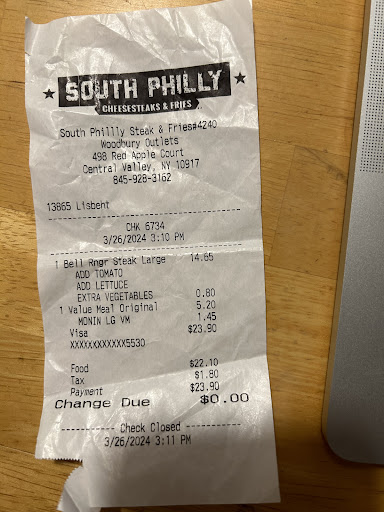 SOUTH PHILLY
CHEESESTEAKS & FRIES
South Phillly Steak & Fries#4240
Woodbury Outlets
498 Red Apple Court
Central Valley, NY 10917
845-928-3162
13865 Lisbent
CHK 6734
3/26/2024 3:10 PM
1 Bell Rngr Steak Large 14.65
ADD TOMATO
ADD LETTUCE
EXTRA VEGETABLES 0.80
1 Value Meal Original 5.20
MONIN LG VM 1.45
Visa $23.90
XXXXXXXXXXXX5530
Food $22.10
Tax $1.80
Payment $23.90
Change Due $0.00
---------- Check Closed ----------
3/26/2024 3:11 PM